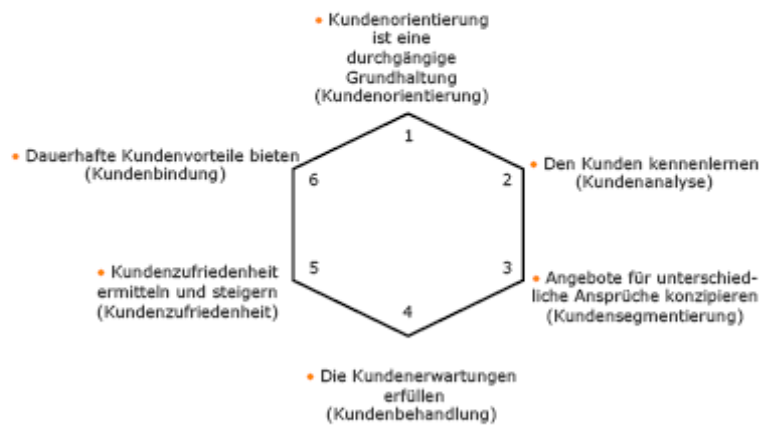 • Kundenorientierung
ist eine
durchgängige
Grundhaltung
(Kundenorientierung)
1
• Den Kunden kennenlernen
(Kundenanalyse)
2
• Angebote für unterschied-
liche Ansprüche konzipieren
(Kundensegmentierung)
3
4
• Die Kundenerwartungen
erfüllen
(Kundenbehandlung)
5
• Kundenzufriedenheit
ermitteln und steigern
(Kundenzufriedenheit)
6
• Dauerhafte Kundenvorteile bieten
(Kundenbindung)